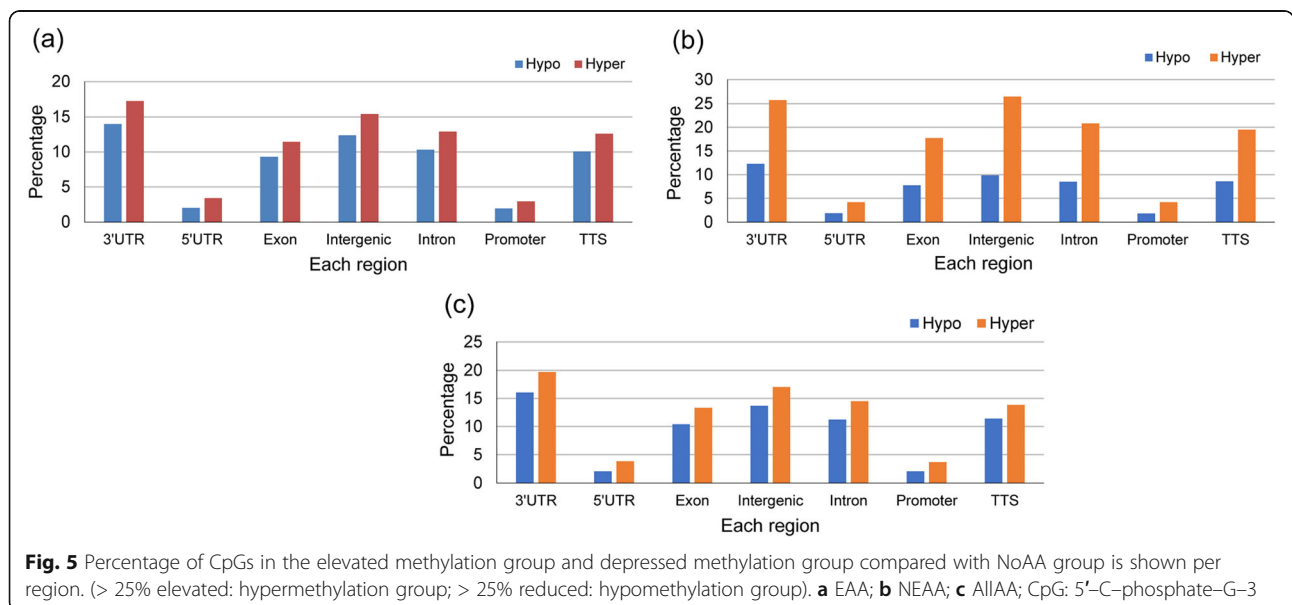 (a)
Hypo Hyper
20
15
10
5
0
Percentage
3'UTR 5'UTR Exon Intergenic Intron Promoter TTS
Each region
(b)
Hypo Hyper
30
25
20
15
10
5
0
Percentage
3'UTR 5'UTR Exon Intergenic Intron Promoter TTS
Each region
(c)
Hypo Hyper
25
20
15
10
5
0
Percentage
3'UTR 5'UTR Exon Intergenic Intron Promoter TTS
Each region
Fig. 5 Percentage of CpGs in the elevated methylation group and depressed methylation group compared with NoAA group is shown per
region. (> 25% elevated: hypermethylation group; > 25% reduced: hypomethylation group). a EAA; b NEAA; c AllAA; CpG: 5′–C–phosphate–G–3